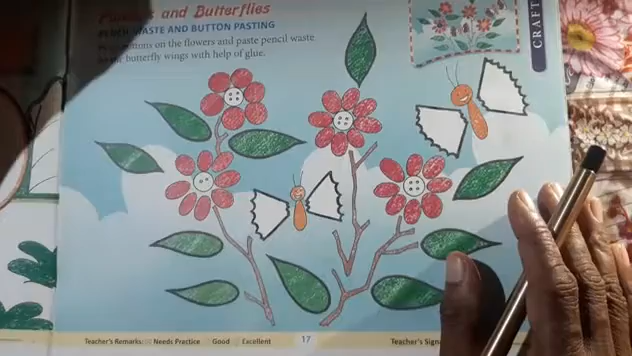 Flowers and Butterflies
PENCIL WASTE AND BUTTON PASTING
buttons on the flowers and paste pencil waste
butterfly wings with help of glue.
CRAFT
Teacher's Remarks: Needs Practice Good Excellent
17
Teacher's